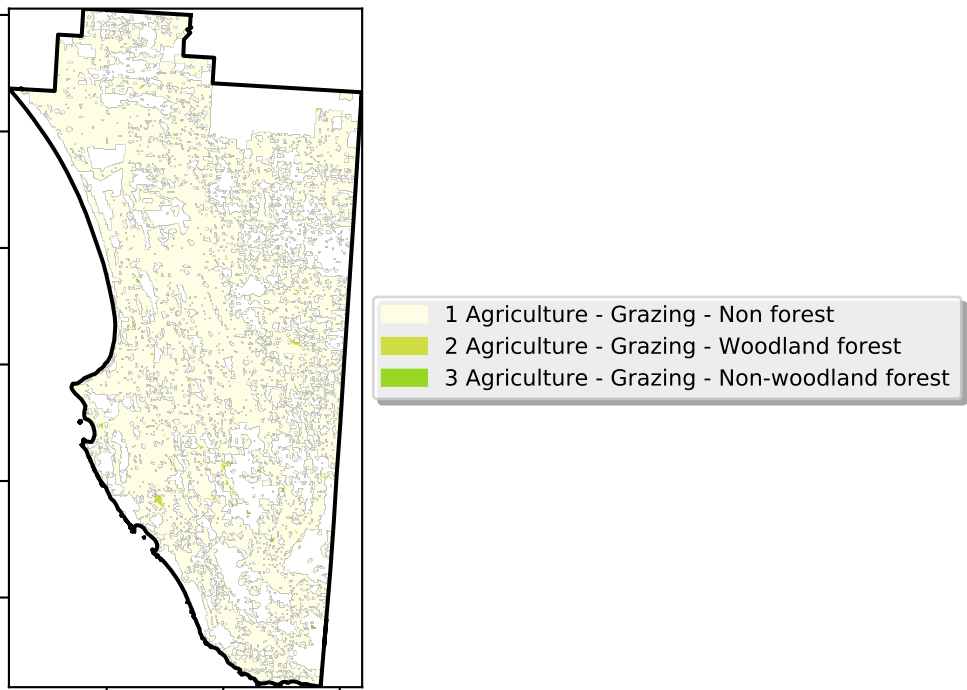 1 Agriculture - Grazing - Non forest
2 Agriculture - Grazing - Woodland forest
3 Agriculture - Grazing - Non-woodland forest